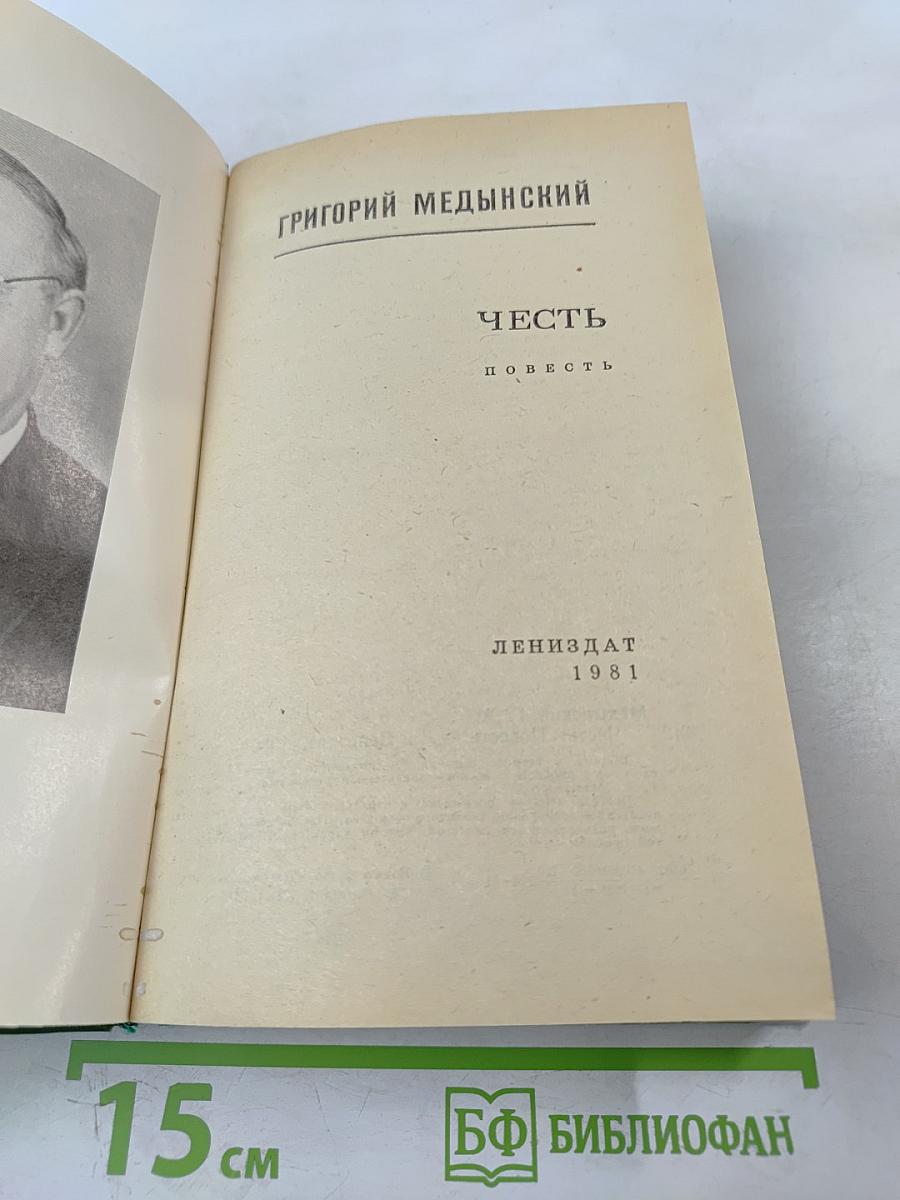 ГРИГОРИЙ МЕДЫНСКИЙ
ЧЕСТЬ
ПОВЕСТЬ
ЛЕНИЗДАТ
1981
15 см
БФ БИБЛИОФАН